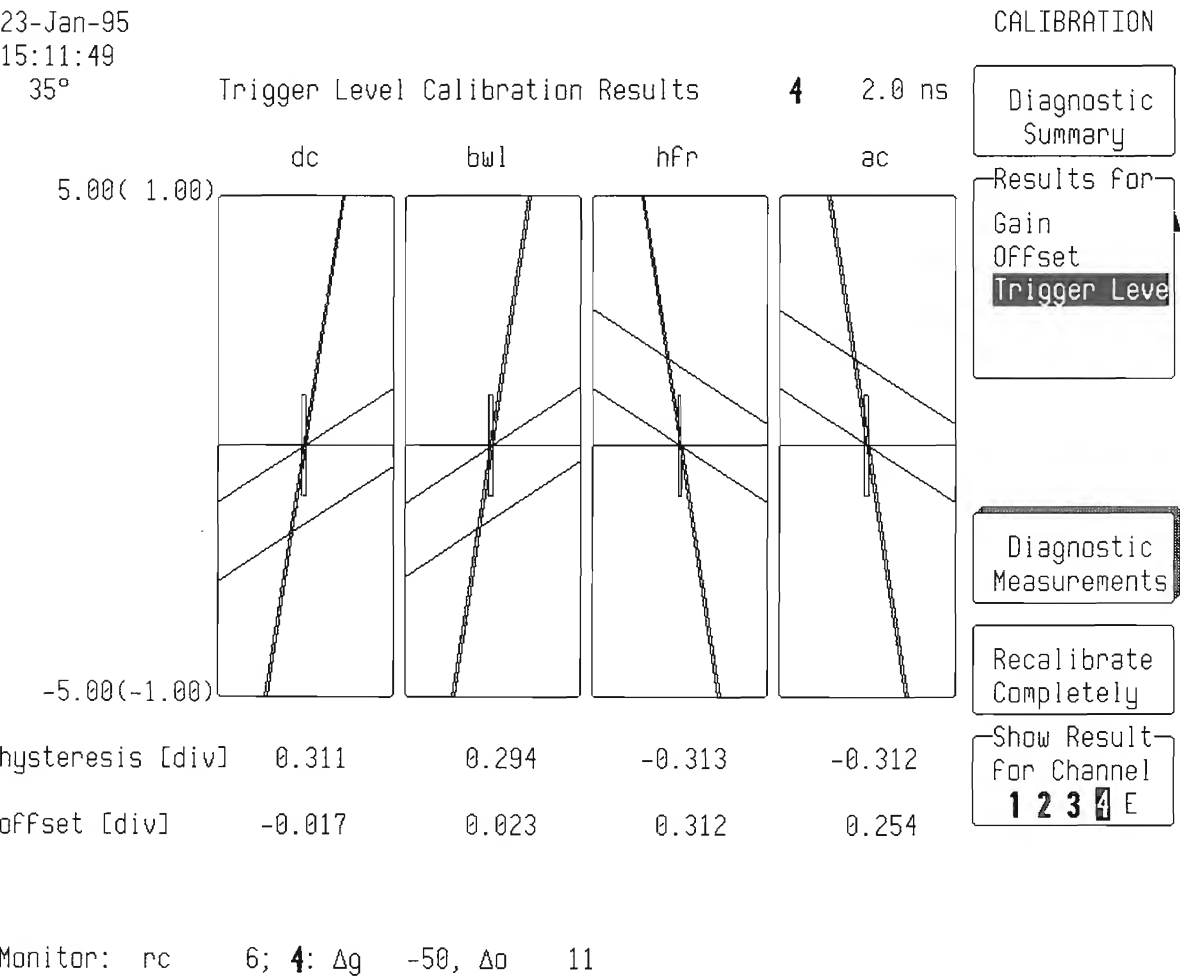 23-Jan-95
15:11:49
35°
CALIBRATION
Trigger Level Calibration Results 4 2.0 ns
dc bwl hfr ac
5.00( 1.00)
-5.00(-1.00)
hysteresis [div] 0.311 0.294 -0.313 -0.312
offset [div] -0.017 0.023 0.312 0.254
Monitor: rc 6; 4: Δg -50, Δo 11
Diagnostic
Summary
Results for
Gain
Offset
Trigger Leve
Diagnostic
Measurements
Recalibrate
Completely
Show Result
for Channel
1 2 3 4 E